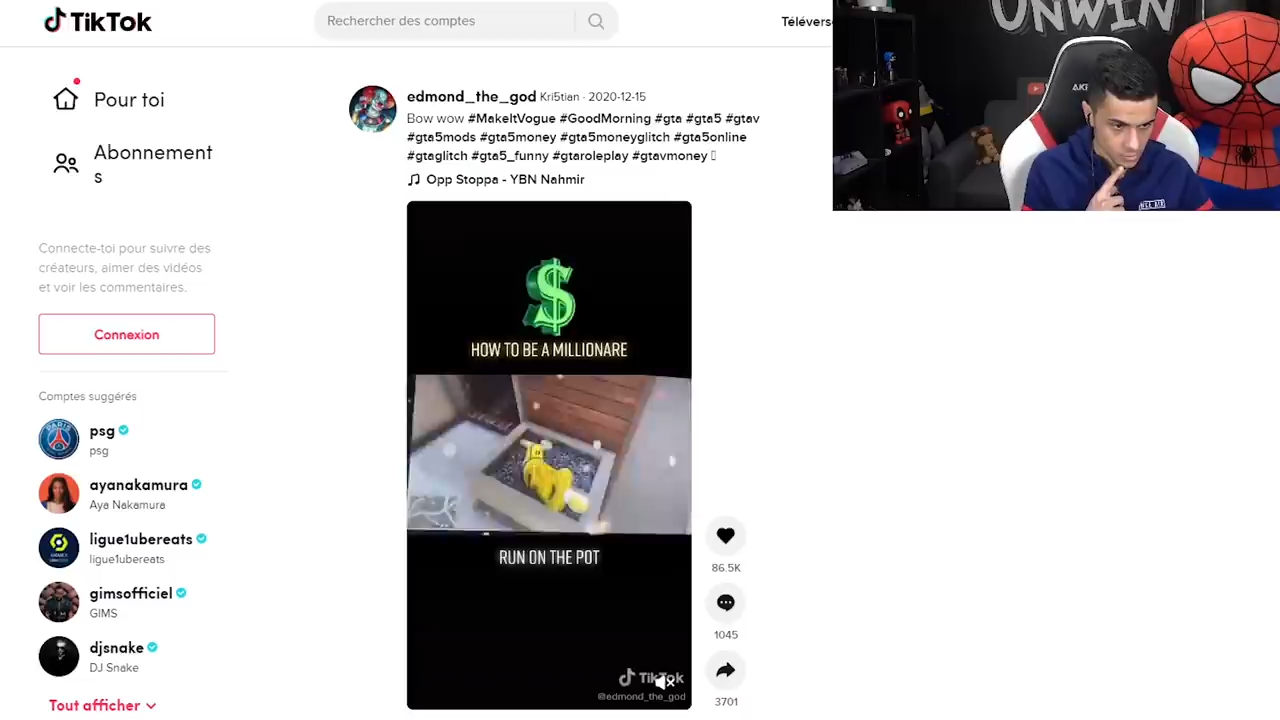 TikTok
Rechercher des comptes
Téléverse
UNWIN
Pour toi
Abonnement
s
Connecte-toi pour suivre des
créateurs, aimer des vidéos
et voir les commentaires.
Connexion
Comptes suggérés
psg
psg
ayanakamura
Aya Nakamura
ligue1ubereats
ligue1ubereats
gimsofficiel
GIMS
djsnake
DJ Snake
Tout afficher
edmond_the_god Kri5tian · 2020-12-15
Bow wow #MakeItVogue #GoodMorning #gta #gta5 #gtav
#gta5mods #gta5money #gta5moneyglitch #gta5online
#gtaglitch #gta5_funny #gtaroleplay #gtavmoney
Opp Stoppa - YBN Nahmir
$
HOW TO BE A MILLIONARE
RUN ON THE POT
TikTok
@edmond_the_god
86.5K
1045
3701